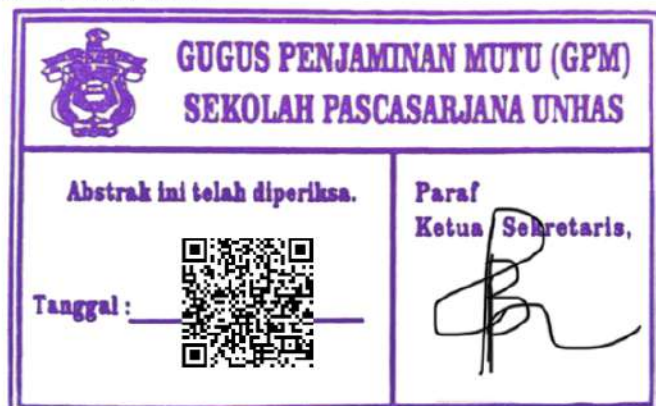 GUGUS PENJAMINAN MUTU (GPM)
SEKOLAH PASCASARJANA UNHAS
Abstrak ini telah diperiksa.
Tanggal :
Paraf
Ketua Sekretaris,